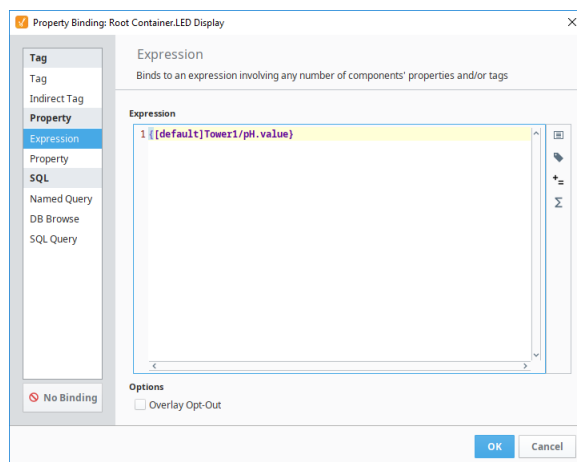 Property Binding: Root Container.LED Display
Tag
Tag
Indirect Tag
Property
Expression
Property
SQL
Named Query
DB Browse
SQL Query
No Binding
Expression
Binds to an expression involving any number of components' properties and/or tags
Expression
1 {[default]Tower1/pH.value}
Options
Overlay Opt-Out
OK
Cancel